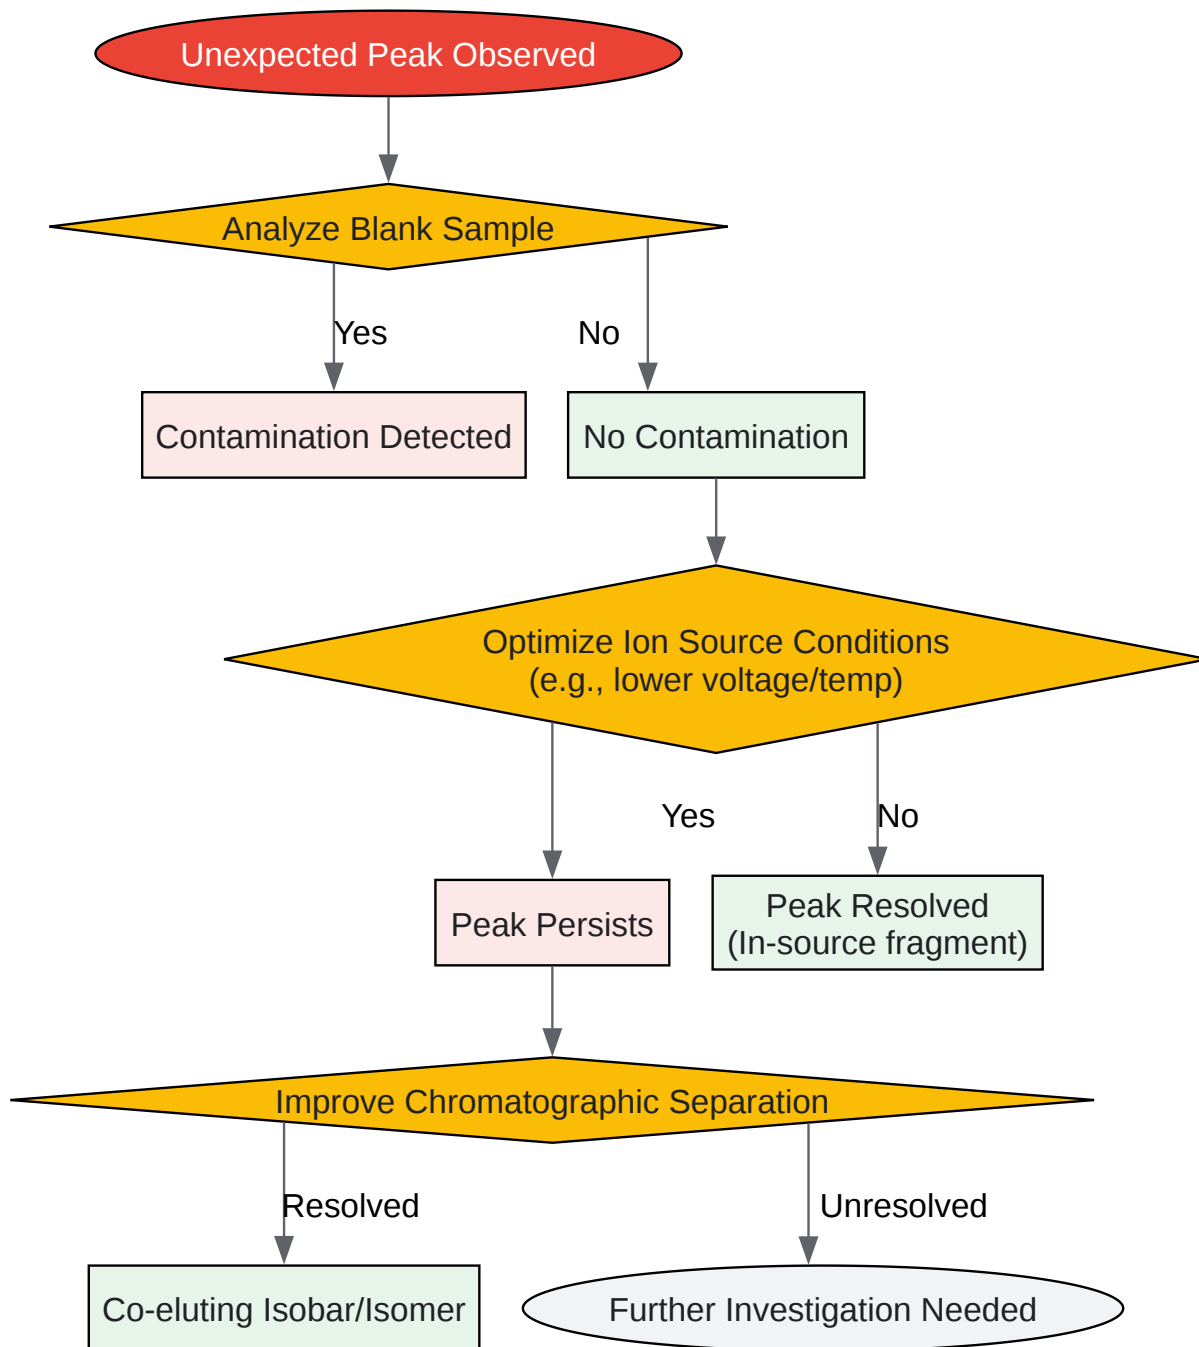 Unexpected Peak Observed
Analyze Blank Sample
Yes
No
Contamination Detected
No Contamination
Optimize Ion Source Conditions
(e.g., lower voltage/temp)
Yes
No
Peak Persists
Peak Resolved
(In-source fragment)
Improve Chromatographic Separation
Resolved
Unresolved
Co-eluting Isobar/Isomer
Further Investigation Needed